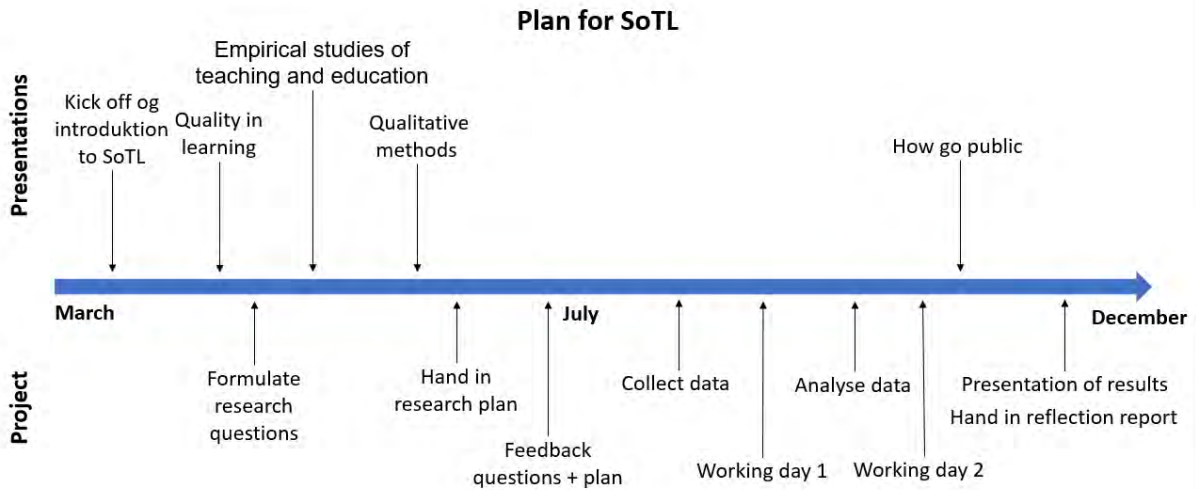 Plan for SoTL
Presentations
Kick off og
introduktion
to SoTL
Quality in
learning
Empirical studies of
teaching and education
Qualitative
methods
How go public
March
July
December
Project
Formulate
research
questions
Hand in
research plan
Feedback
questions + plan
Collect data
Working day 1
Analyse data
Working day 2
Presentation of results
Hand in reflection report